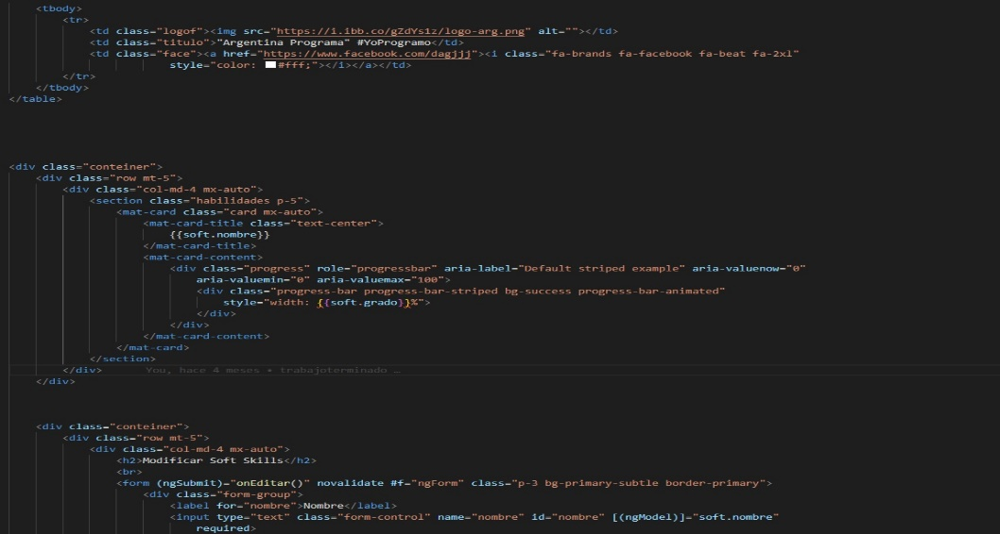 <tbody>
<tr>
<td class="logof"><img src="https://i.ibb.co/gZdYs1z/logo-arg.png" alt=""></td>
<td class="titulo">"Argentina Programa" #YoProgramo</td>
<td class="face"><a href="https://www.facebook.com/dagjjj"><i class="fa-brands fa-facebook fa-beat fa-2xl"
style="color: #fff;"></i></a></td>
</tr>
</tbody>
</table>
<div class="conteiner">
<div class="row mt-5">
<div class="col-md-4 mx-auto">
<section class="habilidades p-5">
<mat-card class="card mx-auto">
<mat-card-title class="text-center">
{{soft.nombre}}
</mat-card-title>
<mat-card-content>
<div class="progress" role="progressbar" aria-label="Default striped example" aria-valuenow="0"
aria-valuemin="0" aria-valuemax="100">
<div class="progress-bar progress-bar-striped bg-success progress-bar-animated"
style="width: {{soft.grado}}%">
</div>
</div>
</mat-card-content>
</mat-card>
</section>
</div> You, hace 4 meses • trabajoterminado …
</div>
<div class="conteiner">
<div class="row mt-5">
<div class="col-md-4 mx-auto">
<h2>Modificar Soft Skills</h2>
<br>
<form (ngSubmit)="onEditar()" novalidate #f="ngForm" class="p-3 bg-primary-subtle border-primary">
<div class="form-group">
<label for="nombre">Nombre</label>
<input type="text" class="form-control" name="nombre" id="nombre" [(ngModel)]="soft.nombre"
required>